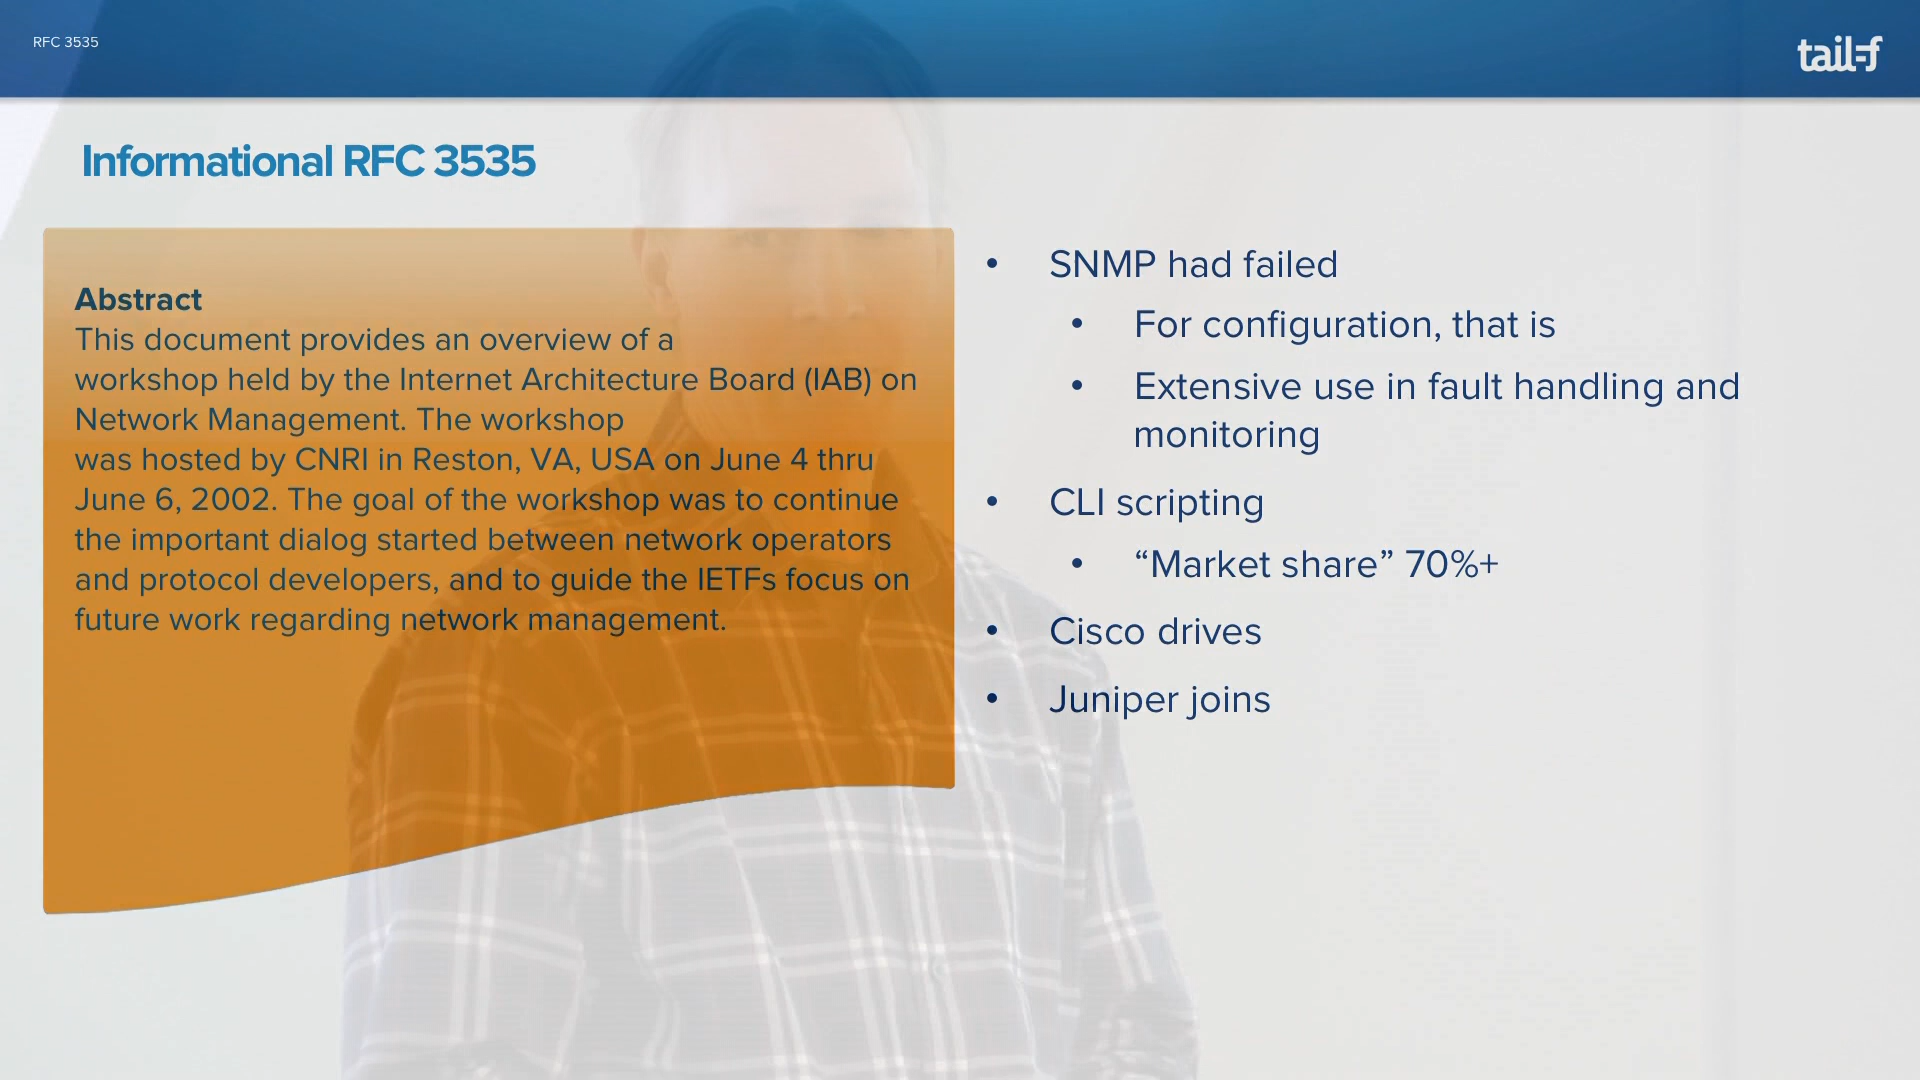 RFC 3535
tail-f
Informational RFC 3535
Abstract
This document provides an overview of a
workshop held by the Internet Architecture Board (IAB) on
Network Management. The workshop
was hosted by CNRI in Reston, VA, USA on June 4 thru
June 6, 2002. The goal of the workshop was to continue
the important dialog started between network operators
and protocol developers, and to guide the IETFs focus on
future work regarding network management.
• SNMP had failed
• For configuration, that is
• Extensive use in fault handling and
monitoring
• CLI scripting
• “Market share” 70%+
• Cisco drives
• Juniper joins